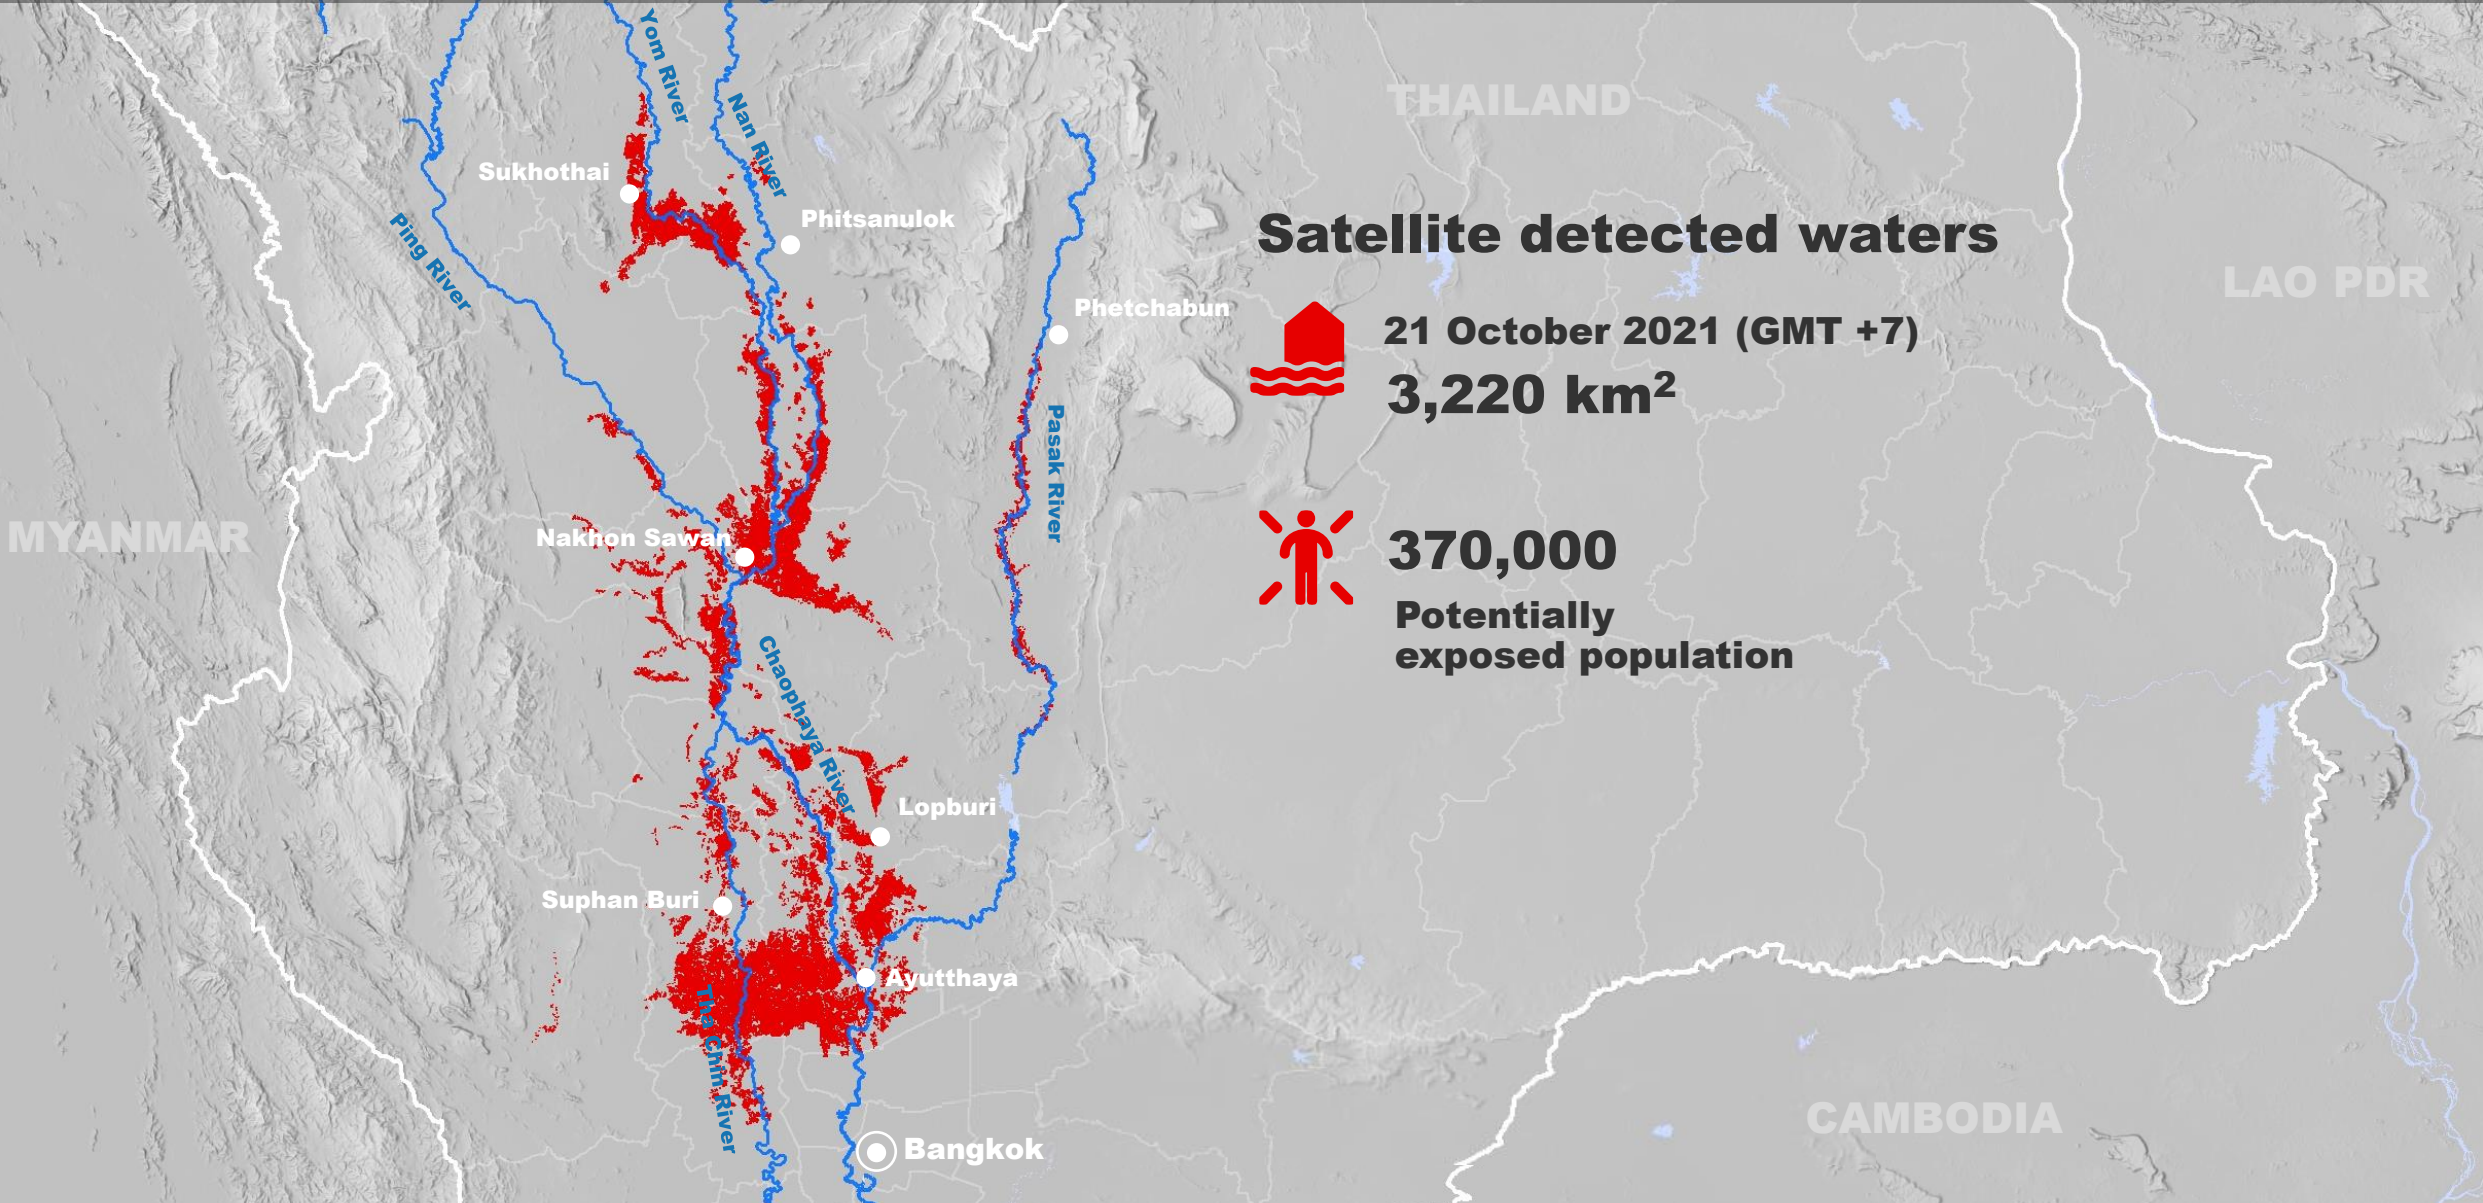 Yom River
Nan River
THAILAND
Sukhothai
Phitsanulok
Ping River
Satellite detected waters
LAO PDR
Phetchabun
21 October 2021 (GMT +7)
3,220 km²
Pasak River
MYANMAR
Nakhon Sawan
370,000
Potentially
exposed population
Chaophaya River
Lopburi
Suphan Buri
Ayutthaya
Tha Chin River
CAMBODIA
Bangkok